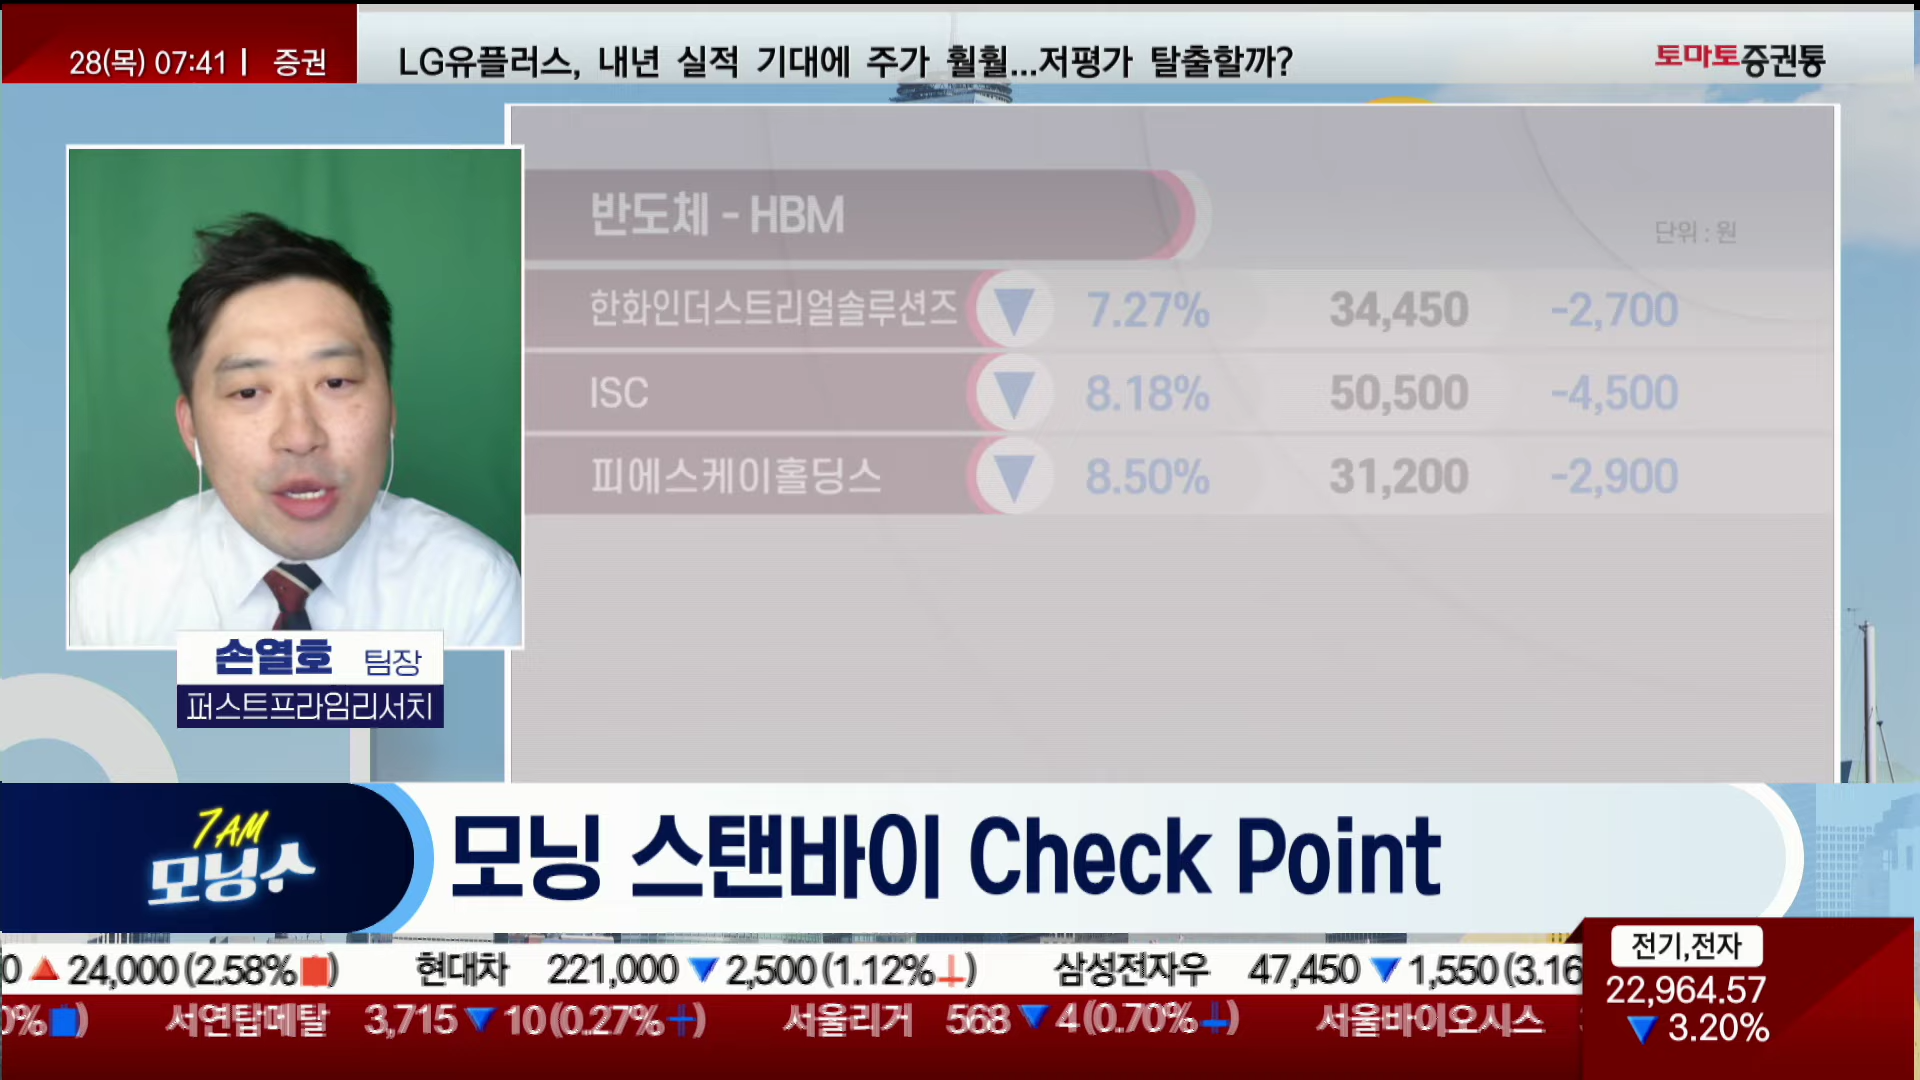 28(목) 07:41 | 증권
LG유플러스, 내년 실적 기대에 주가 훨훨...저평가 탈출할까?
토마토증권통
반도체 - HBM
단위 : 원
한화인더스트리얼솔루션즈 ▼ 7.27% 34,450 -2,700
ISC ▼ 8.18% 50,500 -4,500
피에스케이홀딩스 ▼ 8.50% 31,200 -2,900
손열호 팀장
퍼스트프라임리서치
7AM
모닝수
모닝 스탠바이 Check Point
0 ▲ 24,000 (2.58%) 현대차 221,000 ▼ 2,500 (1.12%) 삼성전자우 47,450 ▼ 1,550 (3.16
0%) 서연탑메탈 3,715 ▼ 10 (0.27%) 서울리거 568 ▼ 4 (0.70%) 서울바이오시스
전기,전자
22,964.57
▼ 3.20%